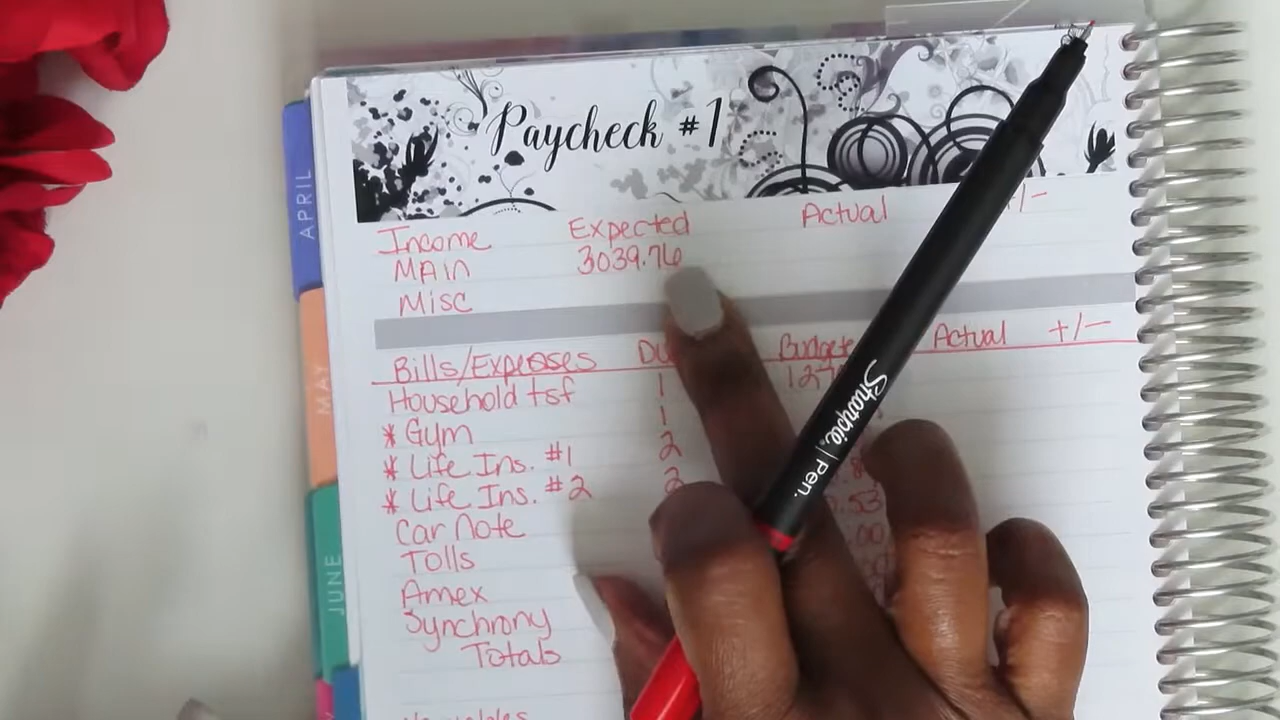 Paycheck #1
Income Expected Actual +/-
MAIN 3039.76
Misc
Bills/Expenses Actual +/-
Household tsf 1
* Gym 1
* Life Ins. #1 2
* Life Ins. #2 2
Car Note
Tolls
Amex
Synchrony
Totals
APRIL
MAY
JUNE
Sharpie. | Pen.